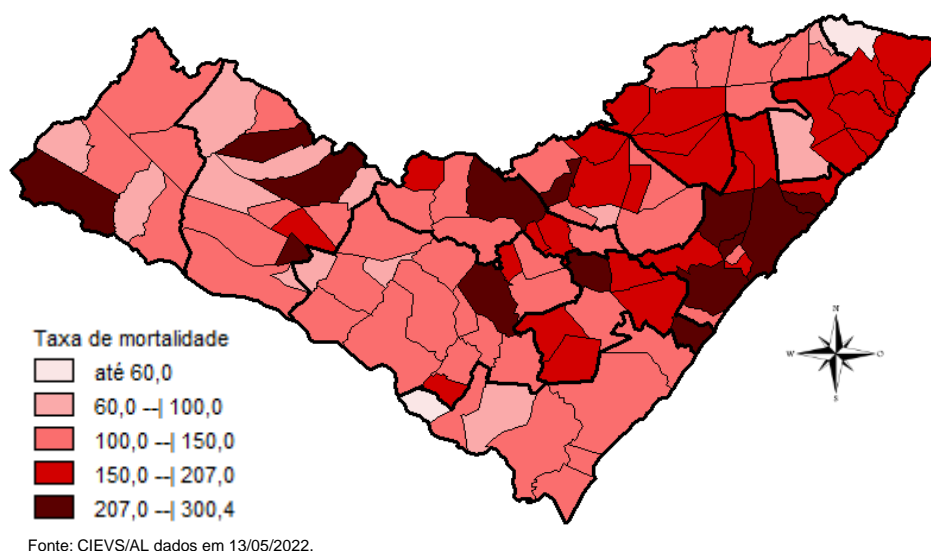 N
W
O
S
Taxa de mortalidade
até 60,0
60,0 --| 100,0
100,0 --| 150,0
150,0 --| 207,0
207,0 --| 300,4
Fonte: CIEVS/AL dados em 13/05/2022.